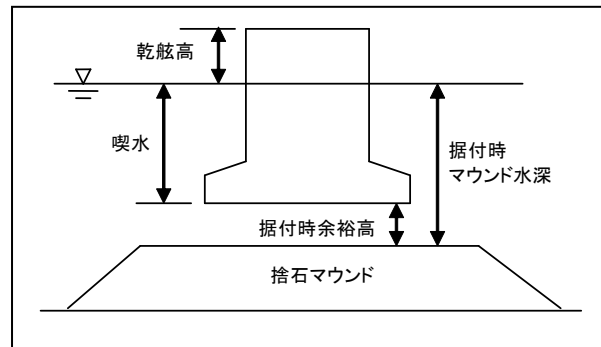 乾舷高
喫水
据付時
マウンド水深
据付時余裕高
捨石マウンド